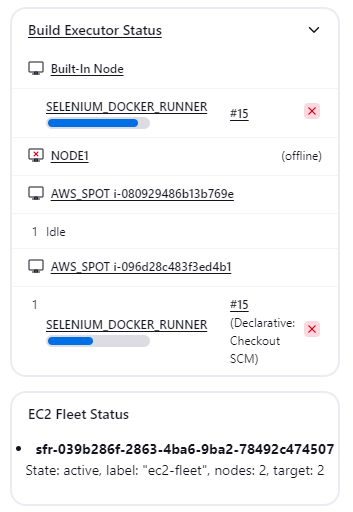 Build Executor Status
Built-In Node
SELENIUM_DOCKER_RUNNER #15
NODE1 (offline)
AWS_SPOT i-080929486b13b769e
1 Idle
AWS_SPOT i-096d28c483f3ed4b1
1 #15
SELENIUM_DOCKER_RUNNER (Declarative:
Checkout
SCM)
EC2 Fleet Status
• sfr-039b286f-2863-4ba6-9ba2-78492c474507
State: active, label: "ec2-fleet", nodes: 2, target: 2